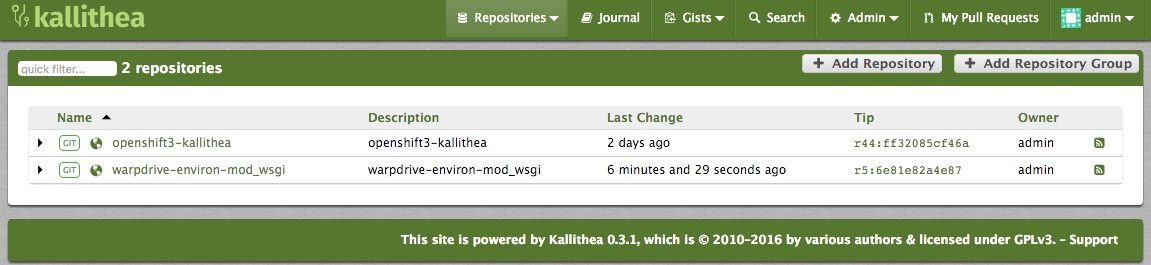 kallithea Repositories Journal Gists Search Admin My Pull Requests admin
quick filter... 2 repositories + Add Repository + Add Repository Group
Name Description Last Change Tip Owner
GIT openshift3-kallithea openshift3-kallithea 2 days ago r44:ff32085cf46a admin
GIT warpdrive-environ-mod_wsgi warpdrive-environ-mod_wsgi 6 minutes and 29 seconds ago r5:6e81e82a4e87 admin
This site is powered by Kallithea 0.3.1, which is © 2010-2016 by various authors & licensed under GPLv3. – Support